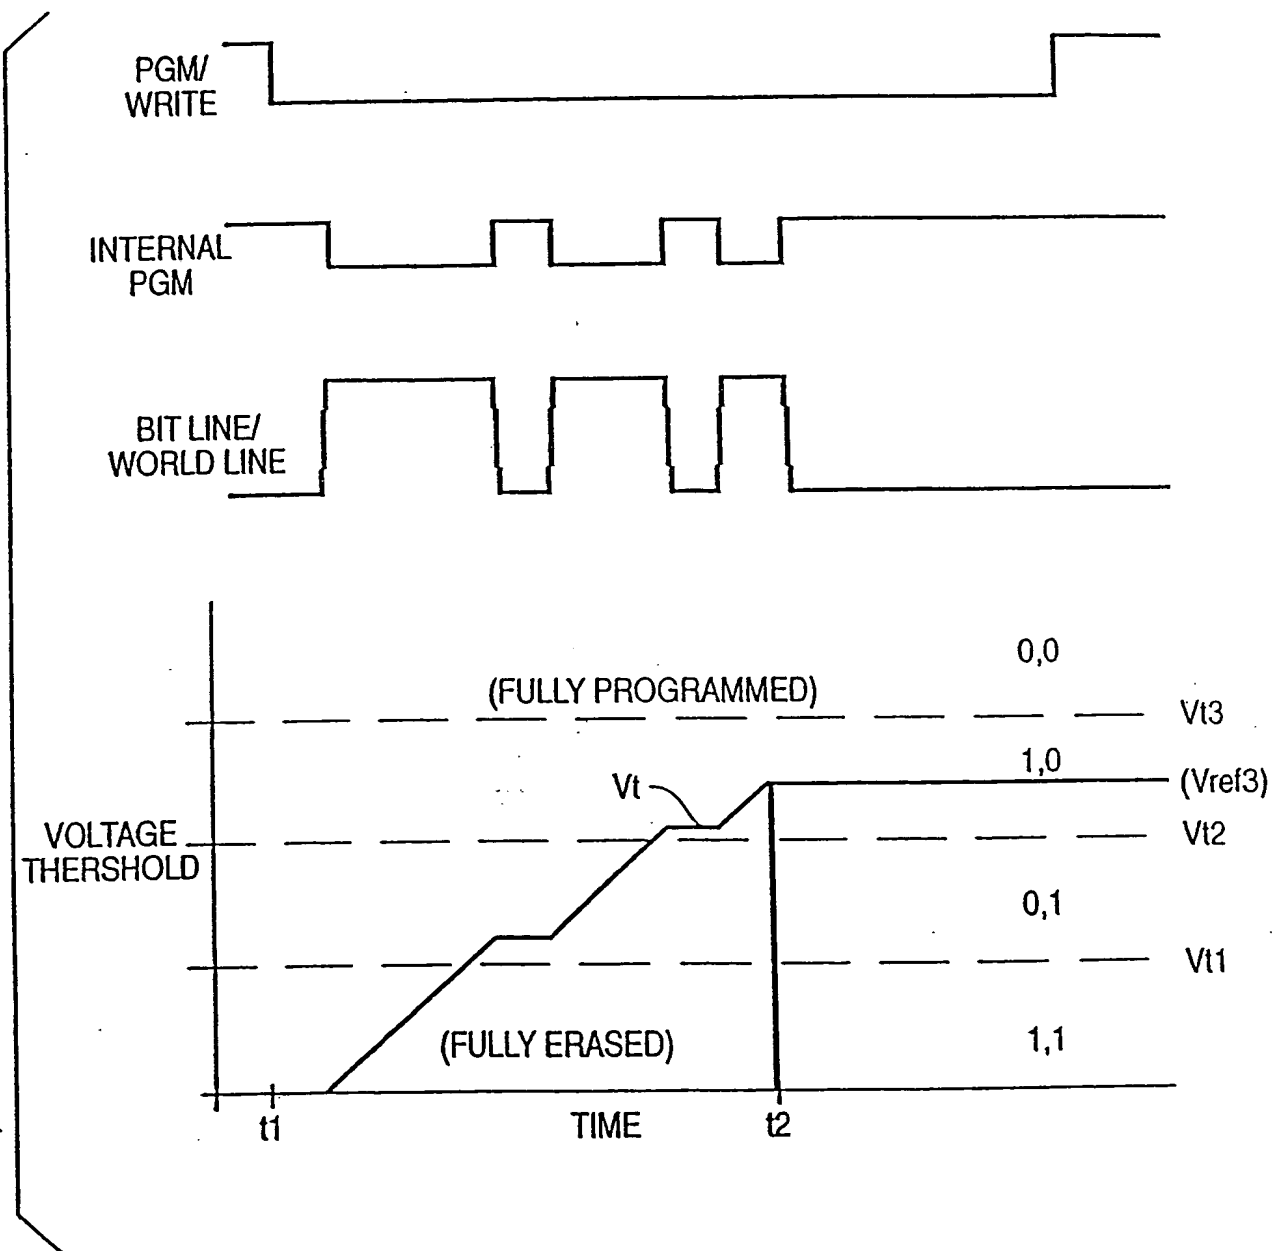 PGM/
WRITE
INTERNAL
PGM
BIT LINE/
WORLD LINE
0,0
(FULLY PROGRAMMED)
Vt3
1,0
Vt
(Vref3)
VOLTAGE
THERSHOLD
Vt2
0,1
Vt1
(FULLY ERASED)
1,1
t1
TIME
t2